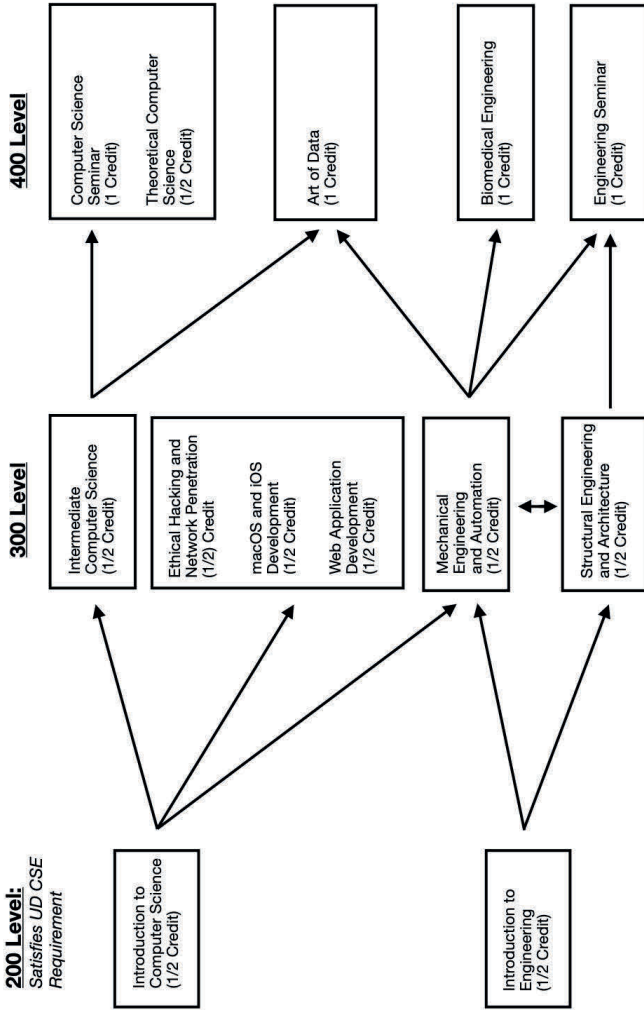 200 Level:
Satisfies UD CSE
Requirement
Introduction to
Computer Science
(1/2 Credit)
Introduction to
Engineering
(1/2 Credit)
300 Level
Intermediate
Computer Science
(1/2 Credit)
Ethical Hacking and
Network Penetration
(1/2) Credit
macOS and iOS
Development
(1/2 Credit)
Web Application
Development
(1/2 Credit)
Mechanical
Engineering
and Automation
(1/2 Credit)
Structural Engineering
and Architecture
(1/2 Credit)
400 Level
Computer Science
Seminar
(1 Credit)
Theoretical Computer
Science
(1/2 Credit)
Art of Data
(1 Credit)
Biomedical Engineering
(1 Credit)
Engineering Seminar
(1 Credit)